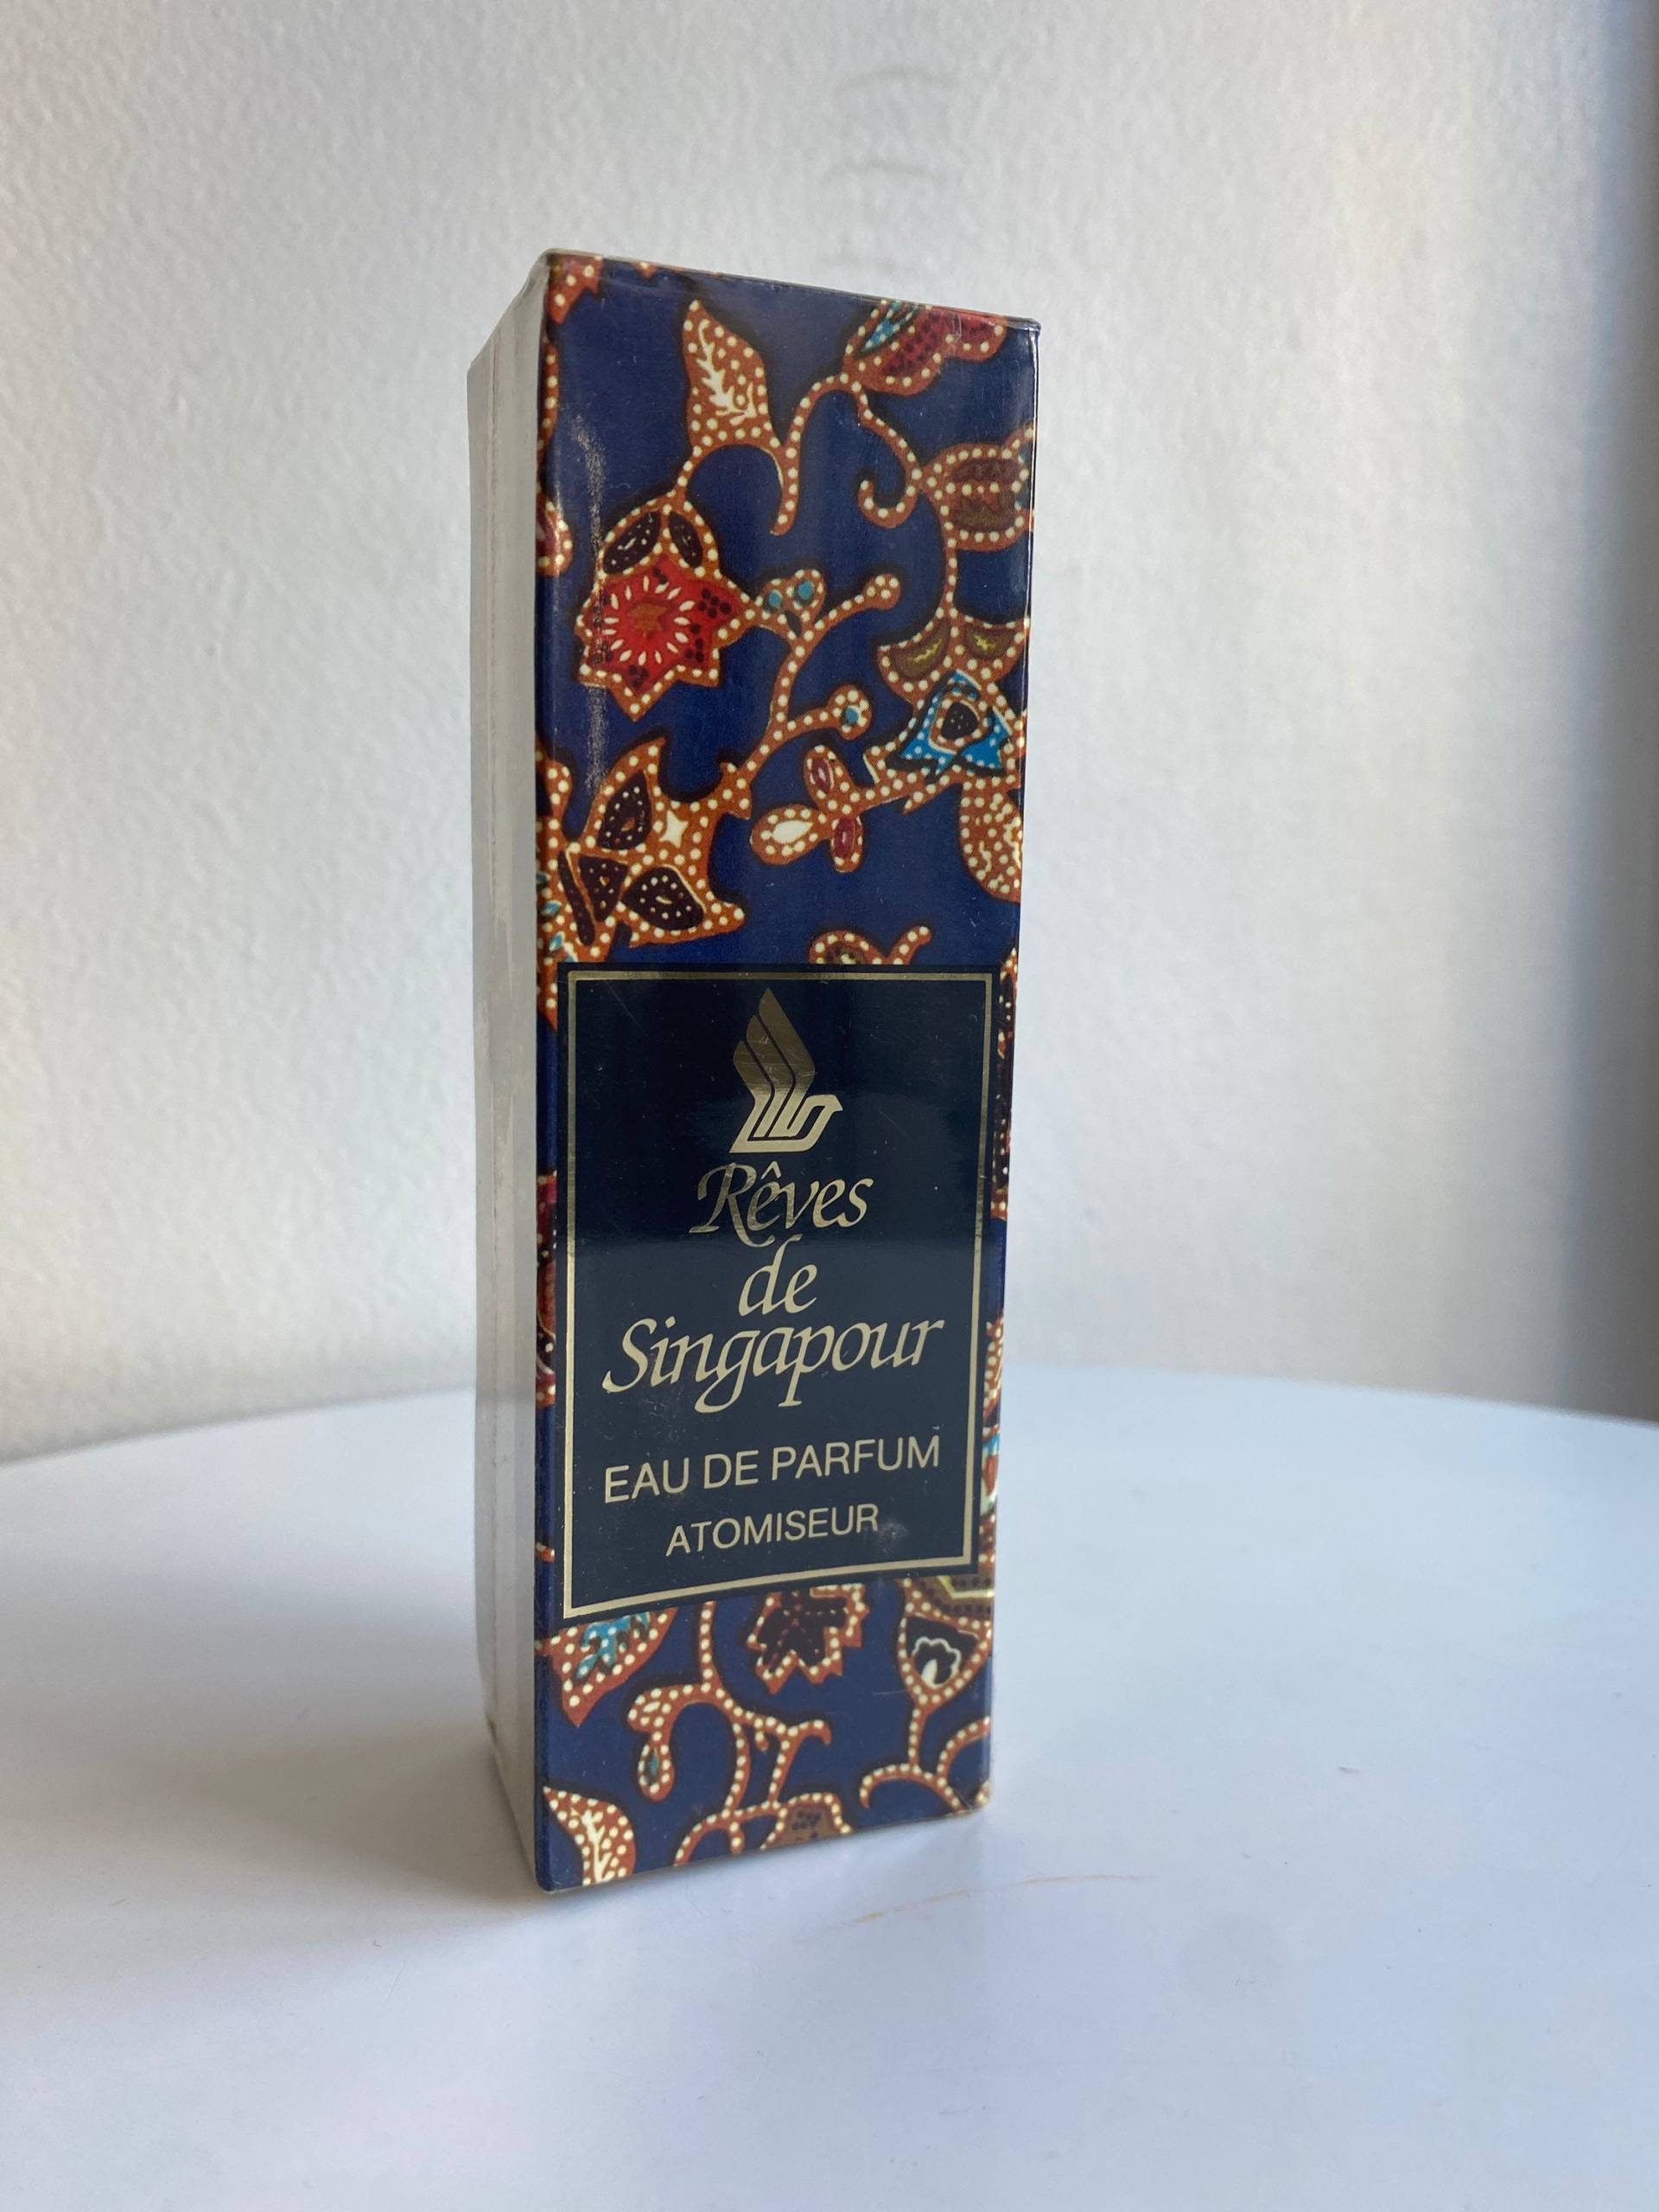 Rêves
de
Singapour
EAU DE PARFUM
ATOMISEUR